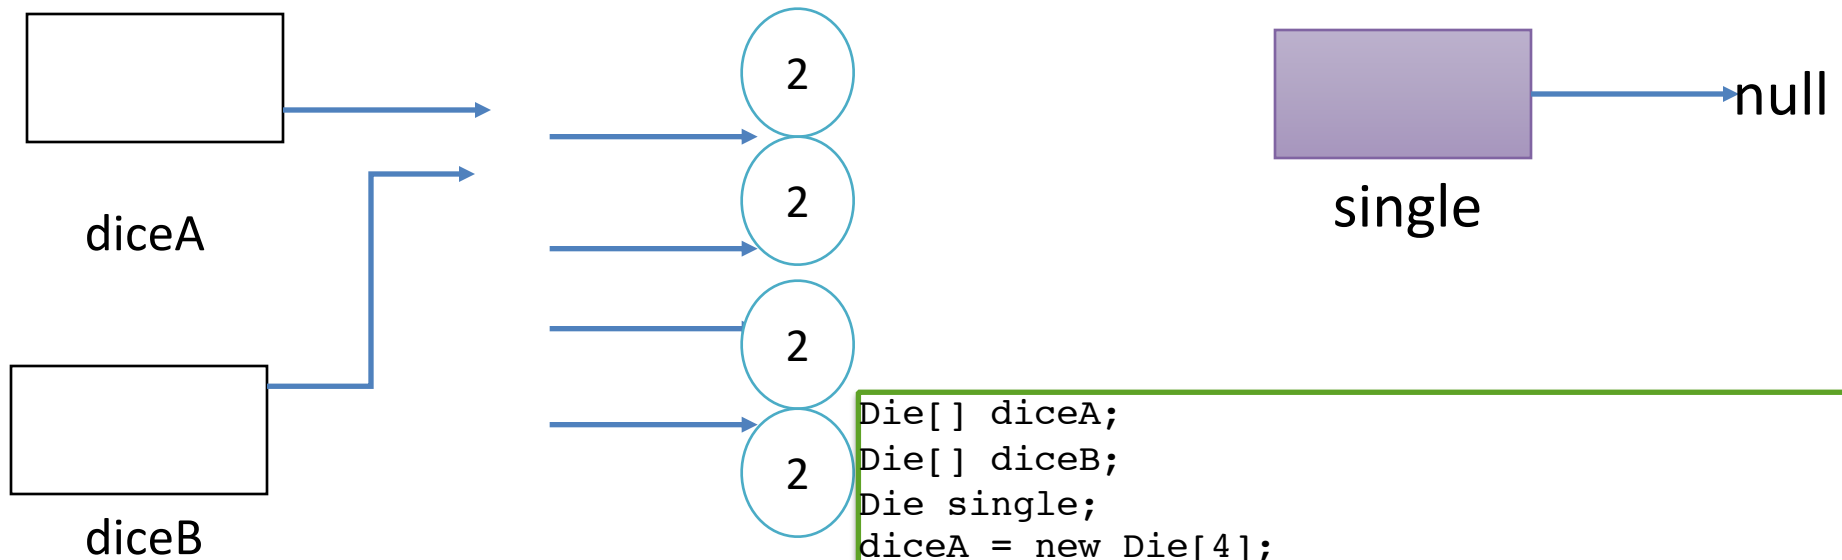 2
2
2
2
diceA
diceB
single
null
Die[] diceA;
Die[] diceB;
Die single;
diceA = new Die[4];